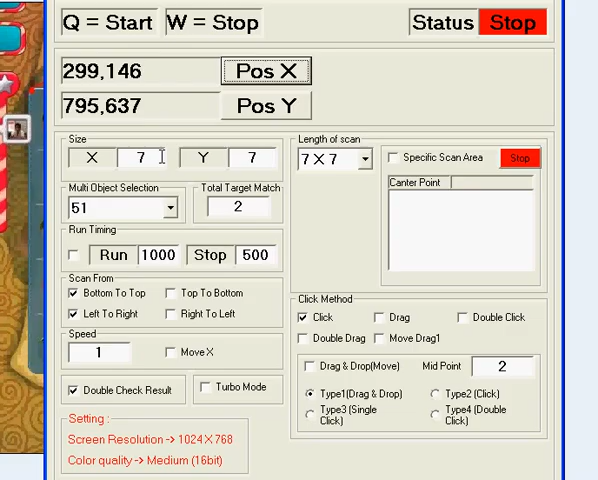 Q = Start W = Stop Status Stop
299,146 Pos X
795,637 Pos Y
Size
X 7 Y 7
Length of scan
7 X 7
Specific Scan Area Stop
Canter Point
Multi Object Selection
51
Total Target Match
2
Run Timing
Run 1000 Stop 500
Scan From
Bottom To Top Top To Bottom
Left To Right Right To Left
Click Method
Click Drag Double Click
Double Drag Move Drag1
Speed
1 Move X
Drag & Drop(Move) Mid Point 2
Type1(Drag & Drop) Type2 (Click)
Type3 (Single Click) Type4 (Double Click)
Double Check Result Turbo Mode
Setting :
Screen Resolution -> 1024 X 768
Color quality -> Medium (16bit)